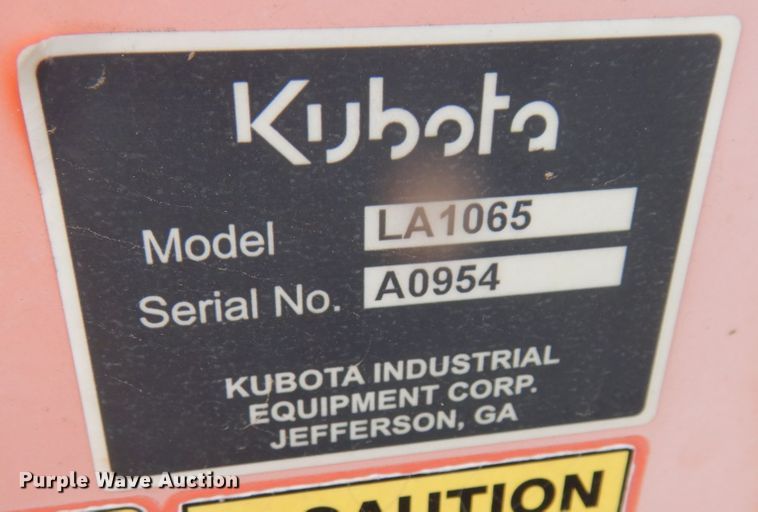 Kubota
Model LA1065
Serial No. A0954
KUBOTA INDUSTRIAL
EQUIPMENT CORP.
JEFFERSON, GA
CAUTION
Purple Wave Auction